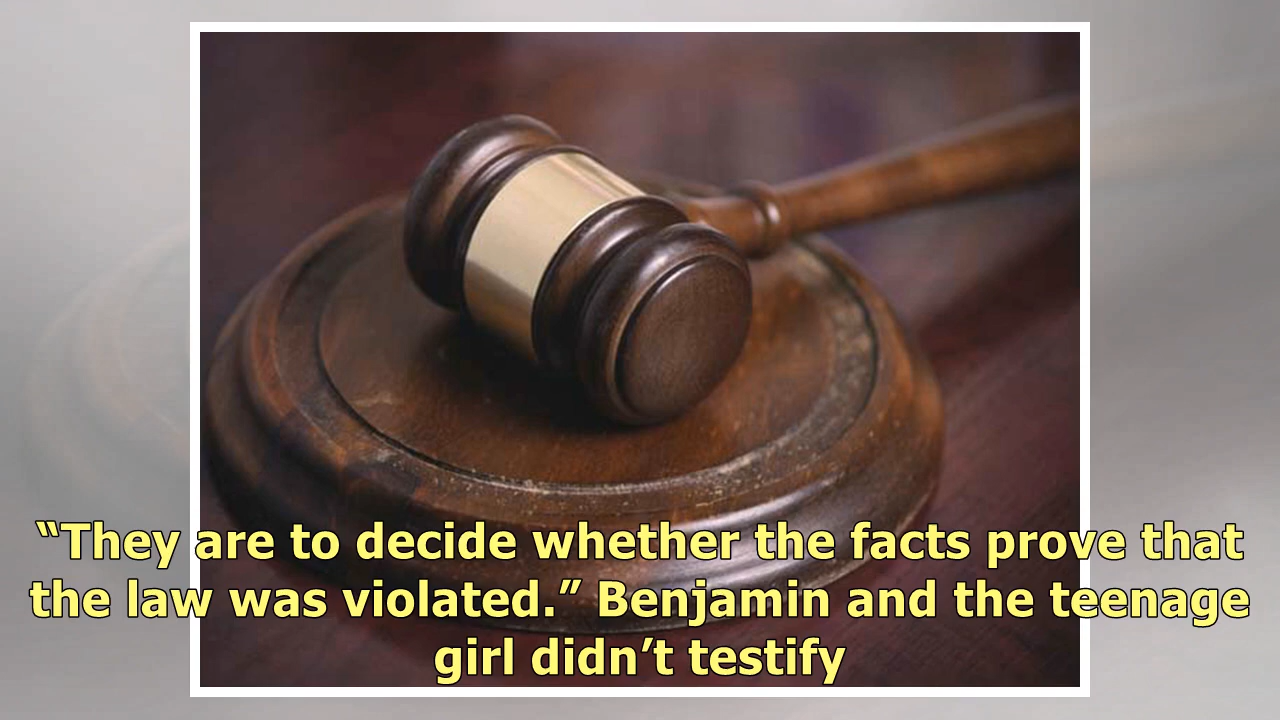 “They are to decide whether the facts prove that
the law was violated.” Benjamin and the teenage
girl didn’t testify